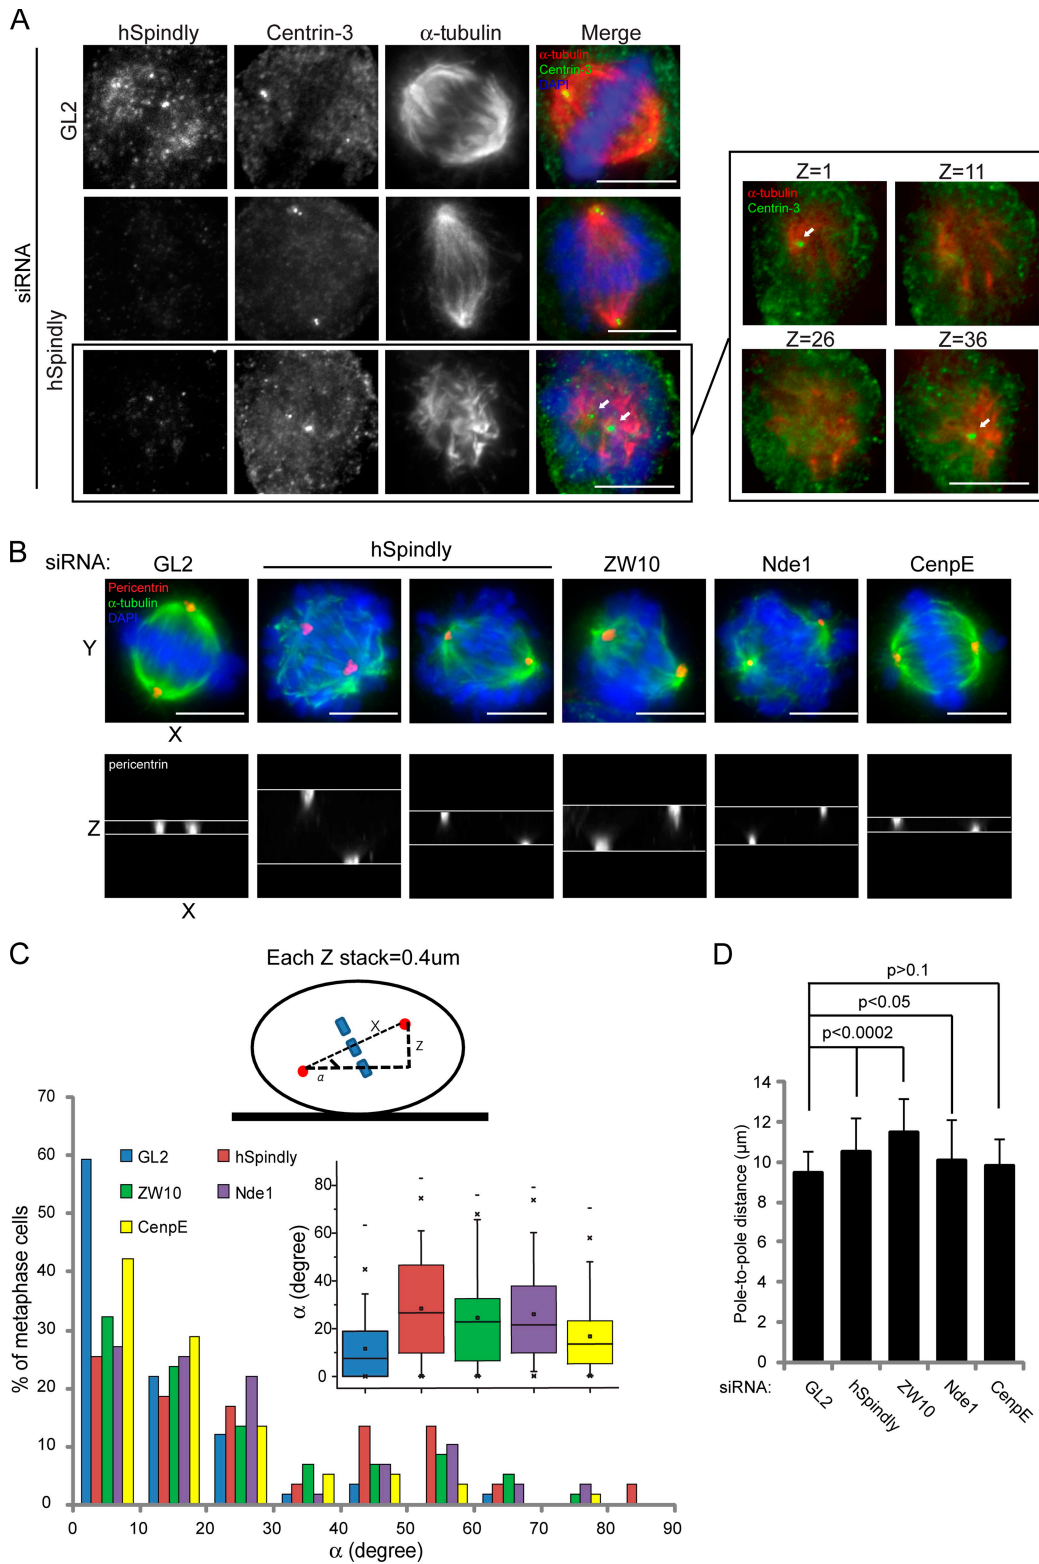 A
hSpindly Centrin-3 α-tubulin Merge
α-tubulin
Centrin-3
DAPI
GL2
siRNA
hSpindly
Z=1 Z=11
α-tubulin
Centrin-3
Z=26 Z=36
B
siRNA: GL2 hSpindly ZW10 Nde1 CenpE
Pericentrin
α-tubulin
DAPI
Y
X
pericentrin
Z
X
C
Each Z stack=0.4um
X
Z
α
% of metaphase cells
70
60
50
40
30
20
10
0
GL2 hSpindly
ZW10 Nde1
CenpE
α (degree)
80
60
40
20
0
0 10 20 30 40 50 60 70 80 90
α (degree)
D
p>0.1
p<0.05
p<0.0002
Pole-to-pole distance (µm)
14
12
10
8
6
4
2
0
siRNA: GL2 hSpindly ZW10 Nde1 CenpE